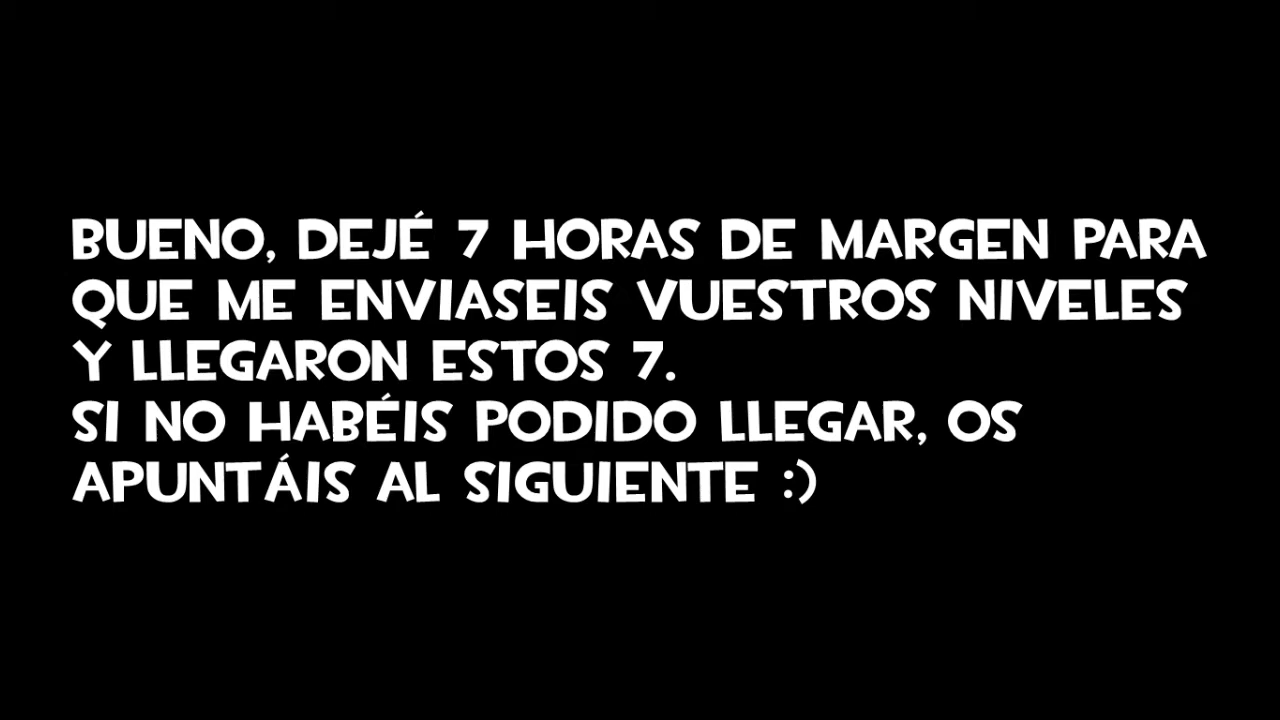 BUENO, DEJÉ 7 HORAS DE MARGEN PARA
QUE ME ENVIASEIS VUESTROS NIVELES
Y LLEGARON ESTOS 7.
SI NO HABÉIS PODIDO LLEGAR, OS
APUNTÁIS AL SIGUIENTE :)